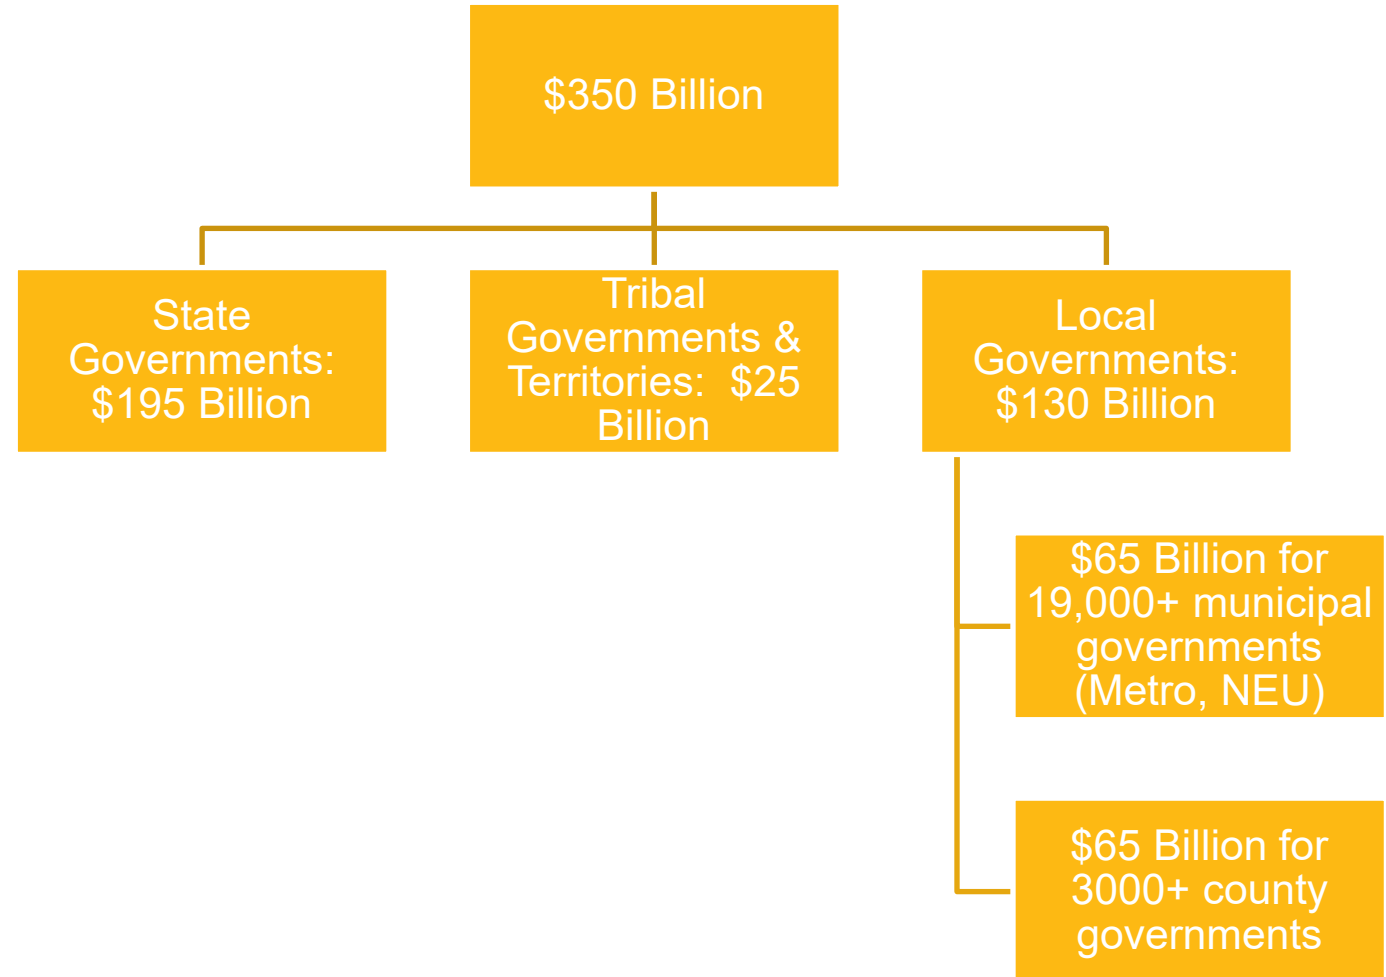 $350 Billion
State
Governments:
$195 Billion
Tribal
Governments &
Territories:  $25
Billion
Local
Governments:
$130 Billion
$65 Billion for
19,000+ municipal
governments
(Metro, NEU)
$65 Billion for
3000+ county
governments